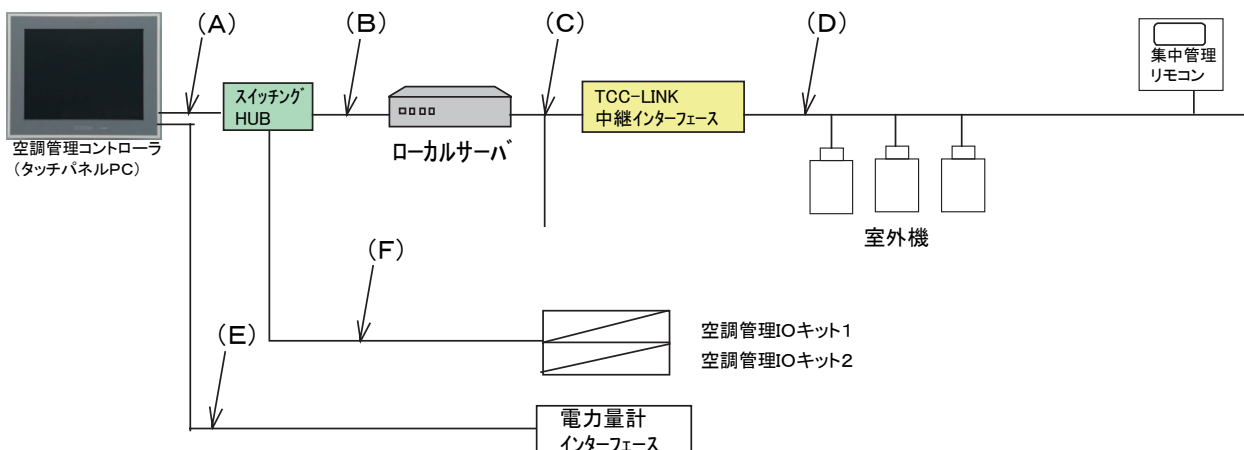 (A)
(B)
(C)
(D)
集中管理
リモコン
スイッチング
HUB
TCC-LINK
中継インターフェース
空調管理コントローラ
(タッチパネルPC)
ローカルサーバ
室外機
(F)
空調管理IOキット1
空調管理IOキット2
(E)
電力量計
インターフェース